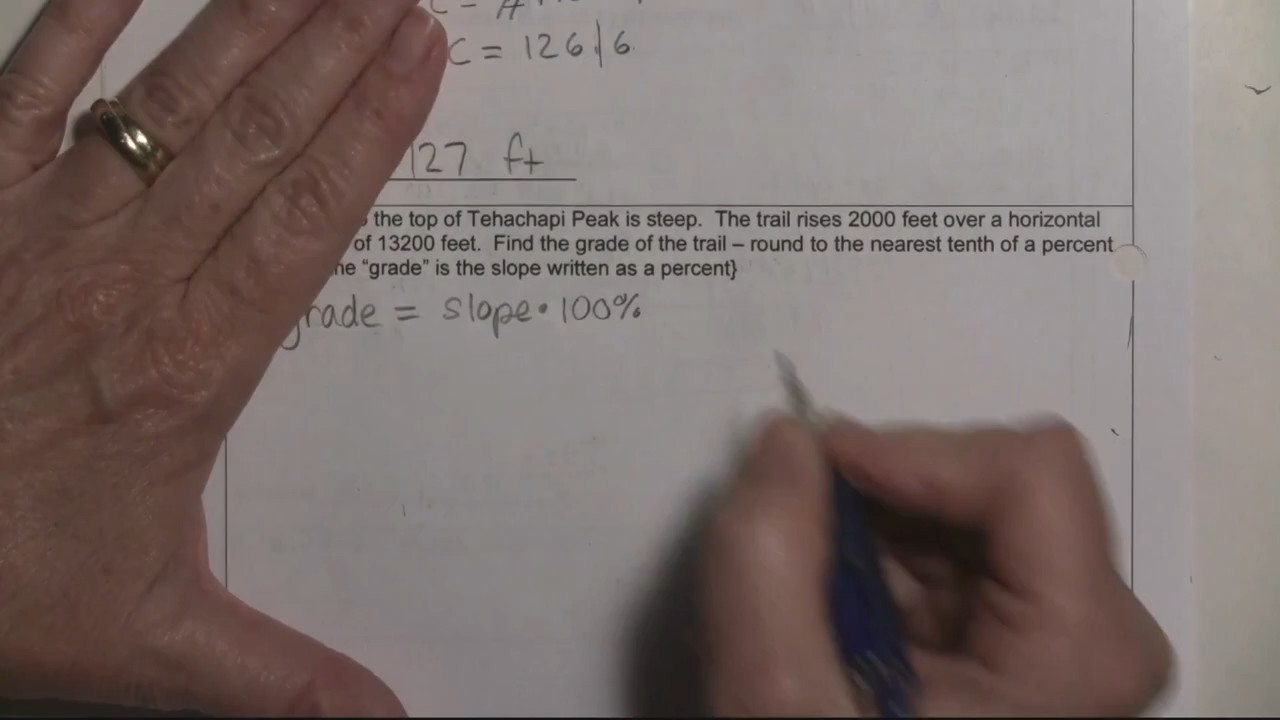 C = 126|6
127 ft
the top of Tehachapi Peak is steep. The trail rises 2000 feet over a horizontal
of 13200 feet. Find the grade of the trail – round to the nearest tenth of a percent
"grade" is the slope written as a percent}
grade = slope • 100%